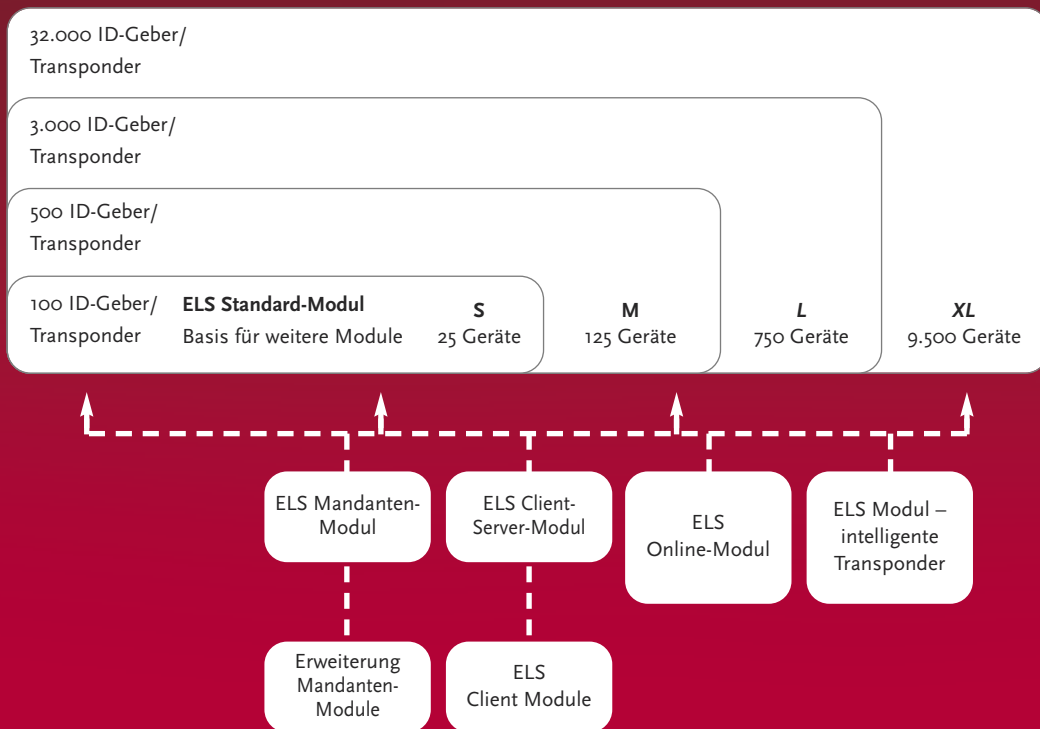 32.000 ID-Geber/
Transponder
3.000 ID-Geber/
Transponder
500 ID-Geber/
Transponder
100 ID-Geber/
Transponder
ELS Standard-Modul
Basis für weitere Module
S
25 Geräte
M
125 Geräte
L
750 Geräte
XL
9.500 Geräte
ELS Mandanten-
Modul
ELS Client-
Server-Modul
ELS
Online-Modul
ELS Modul –
intelligente
Transponder
Erweiterung
Mandanten-
Module
ELS
Client Module